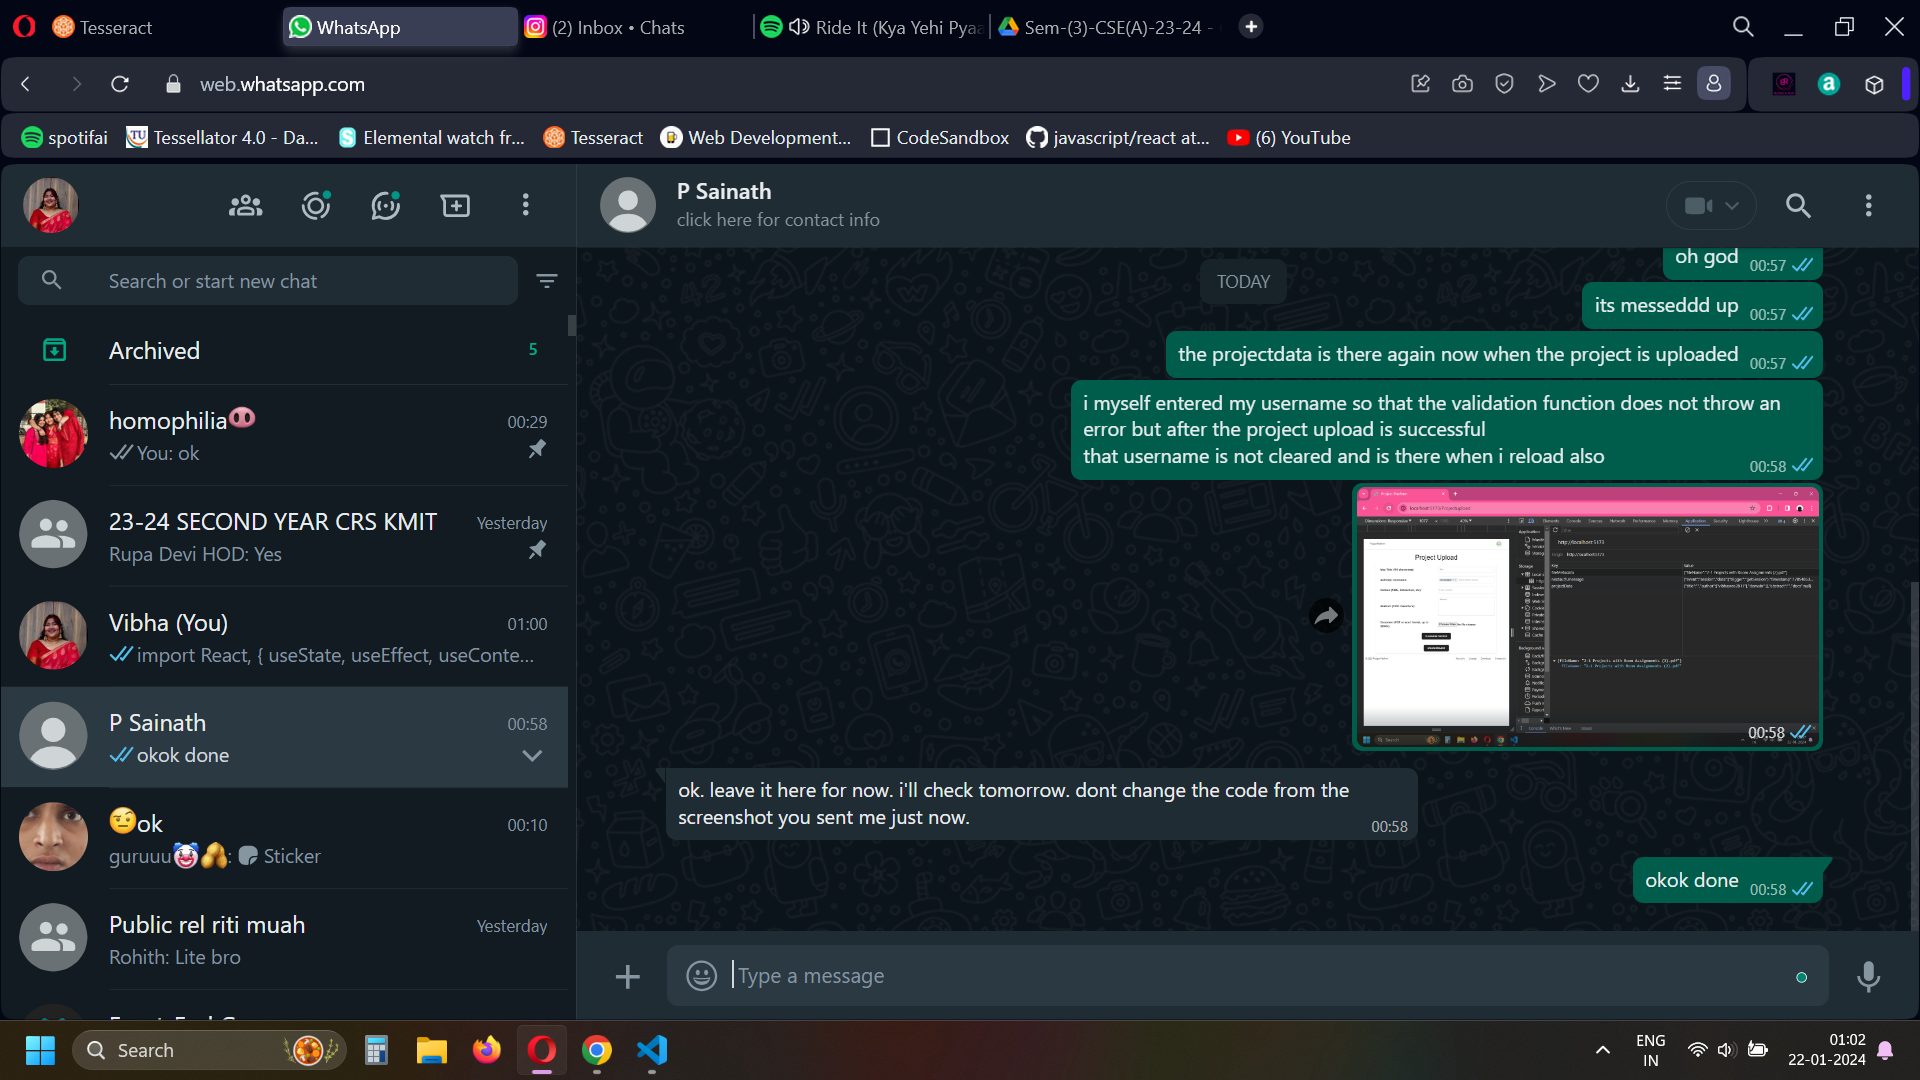 Tesseract
WhatsApp
(2) Inbox • Chats
Ride It (Kya Yehi Pyaa
Sem-(3)-CSE(A)-23-24 -
web.whatsapp.com
spotifai
Tessellator 4.0 - Da...
Elemental watch fr...
Tesseract
Web Development...
CodeSandbox
javascript/react at...
(6) YouTube
P Sainath
click here for contact info
Search or start new chat
Archived
5
homophilia
00:29
You: ok
23-24 SECOND YEAR CRS KMIT
Yesterday
Rupa Devi HOD: Yes
Vibha (You)
01:00
import React, { useState, useEffect, useConte...
P Sainath
00:58
okok done
ok
00:10
guruuu🤡🥜: Sticker
Public rel riti muah
Yesterday
Rohith: Lite bro
TODAY
oh god
00:57
its messeddd up
00:57
the projectdata is there again now when the project is uploaded
00:57
i myself entered my username so that the validation function does not throw an
error but after the project upload is successful
that username is not cleared and is there when i reload also
00:58
Project Upload
00:58
ok. leave it here for now. i'll check tomorrow. dont change the code from the
screenshot you sent me just now.
00:58
okok done
00:58
Type a message
Search
ENG
IN
01:02
22-01-2024